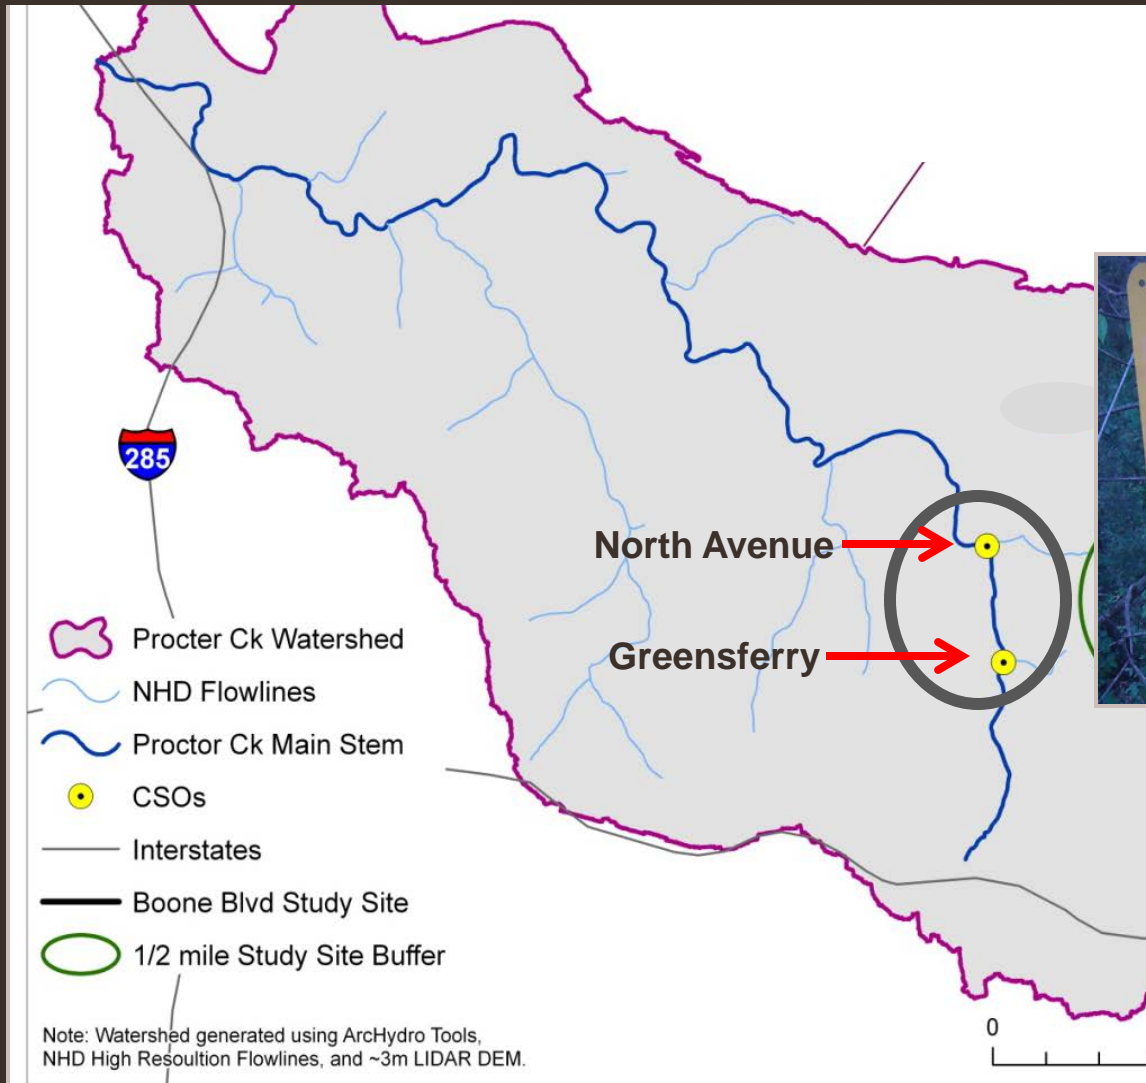 285
North Avenue
Greensferry
Procter Ck Watershed
NHD Flowlines
Proctor Ck Main Stem
CSOs
Interstates
Boone Blvd Study Site
1/2 mile Study Site Buffer
Note: Watershed generated using ArcHydro Tools,
NHD High Resoultion Flowlines, and ~3m LIDAR DEM.
0